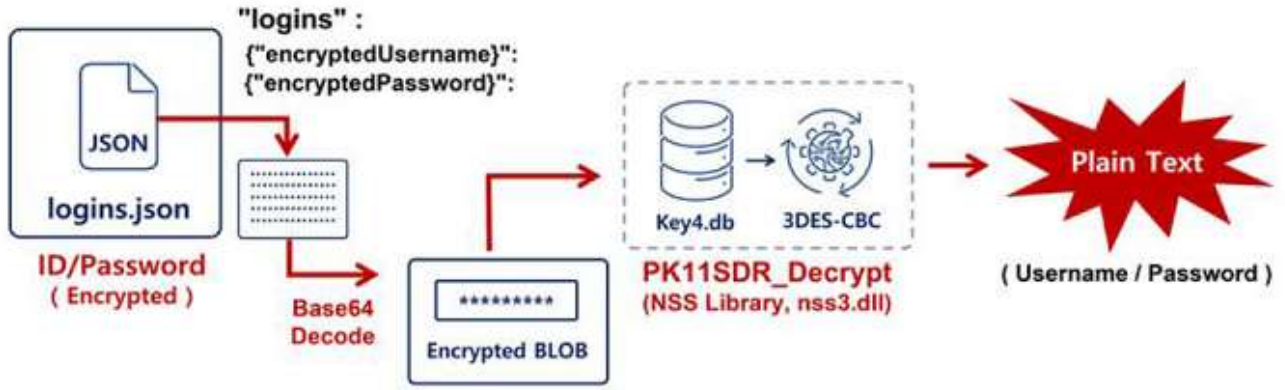 "logins" :
{"encryptedUsername}":
{"encryptedPassword}":
JSON
logins.json
ID/Password
( Encrypted )
Base64
Decode
*********
Encrypted BLOB
Key4.db
3DES-CBC
PK11SDR_Decrypt
(NSS Library, nss3.dll)
Plain Text
( Username / Password )